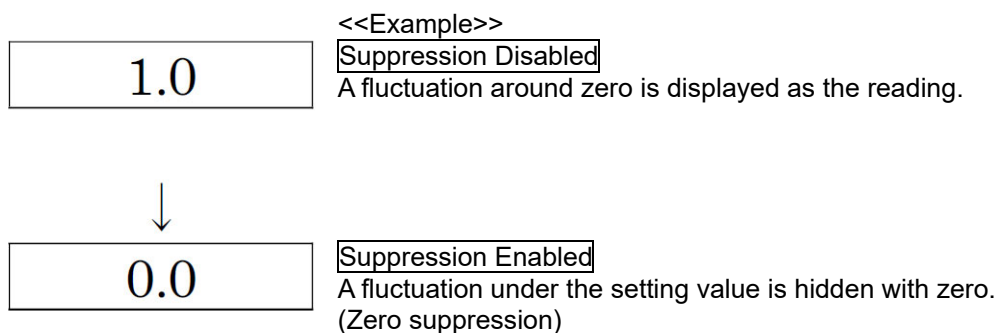 <<Example>>
Suppression Disabled
1.0
A fluctuation around zero is displayed as the reading.
↓
Suppression Enabled
0.0
A fluctuation under the setting value is hidden with zero.
(Zero suppression)